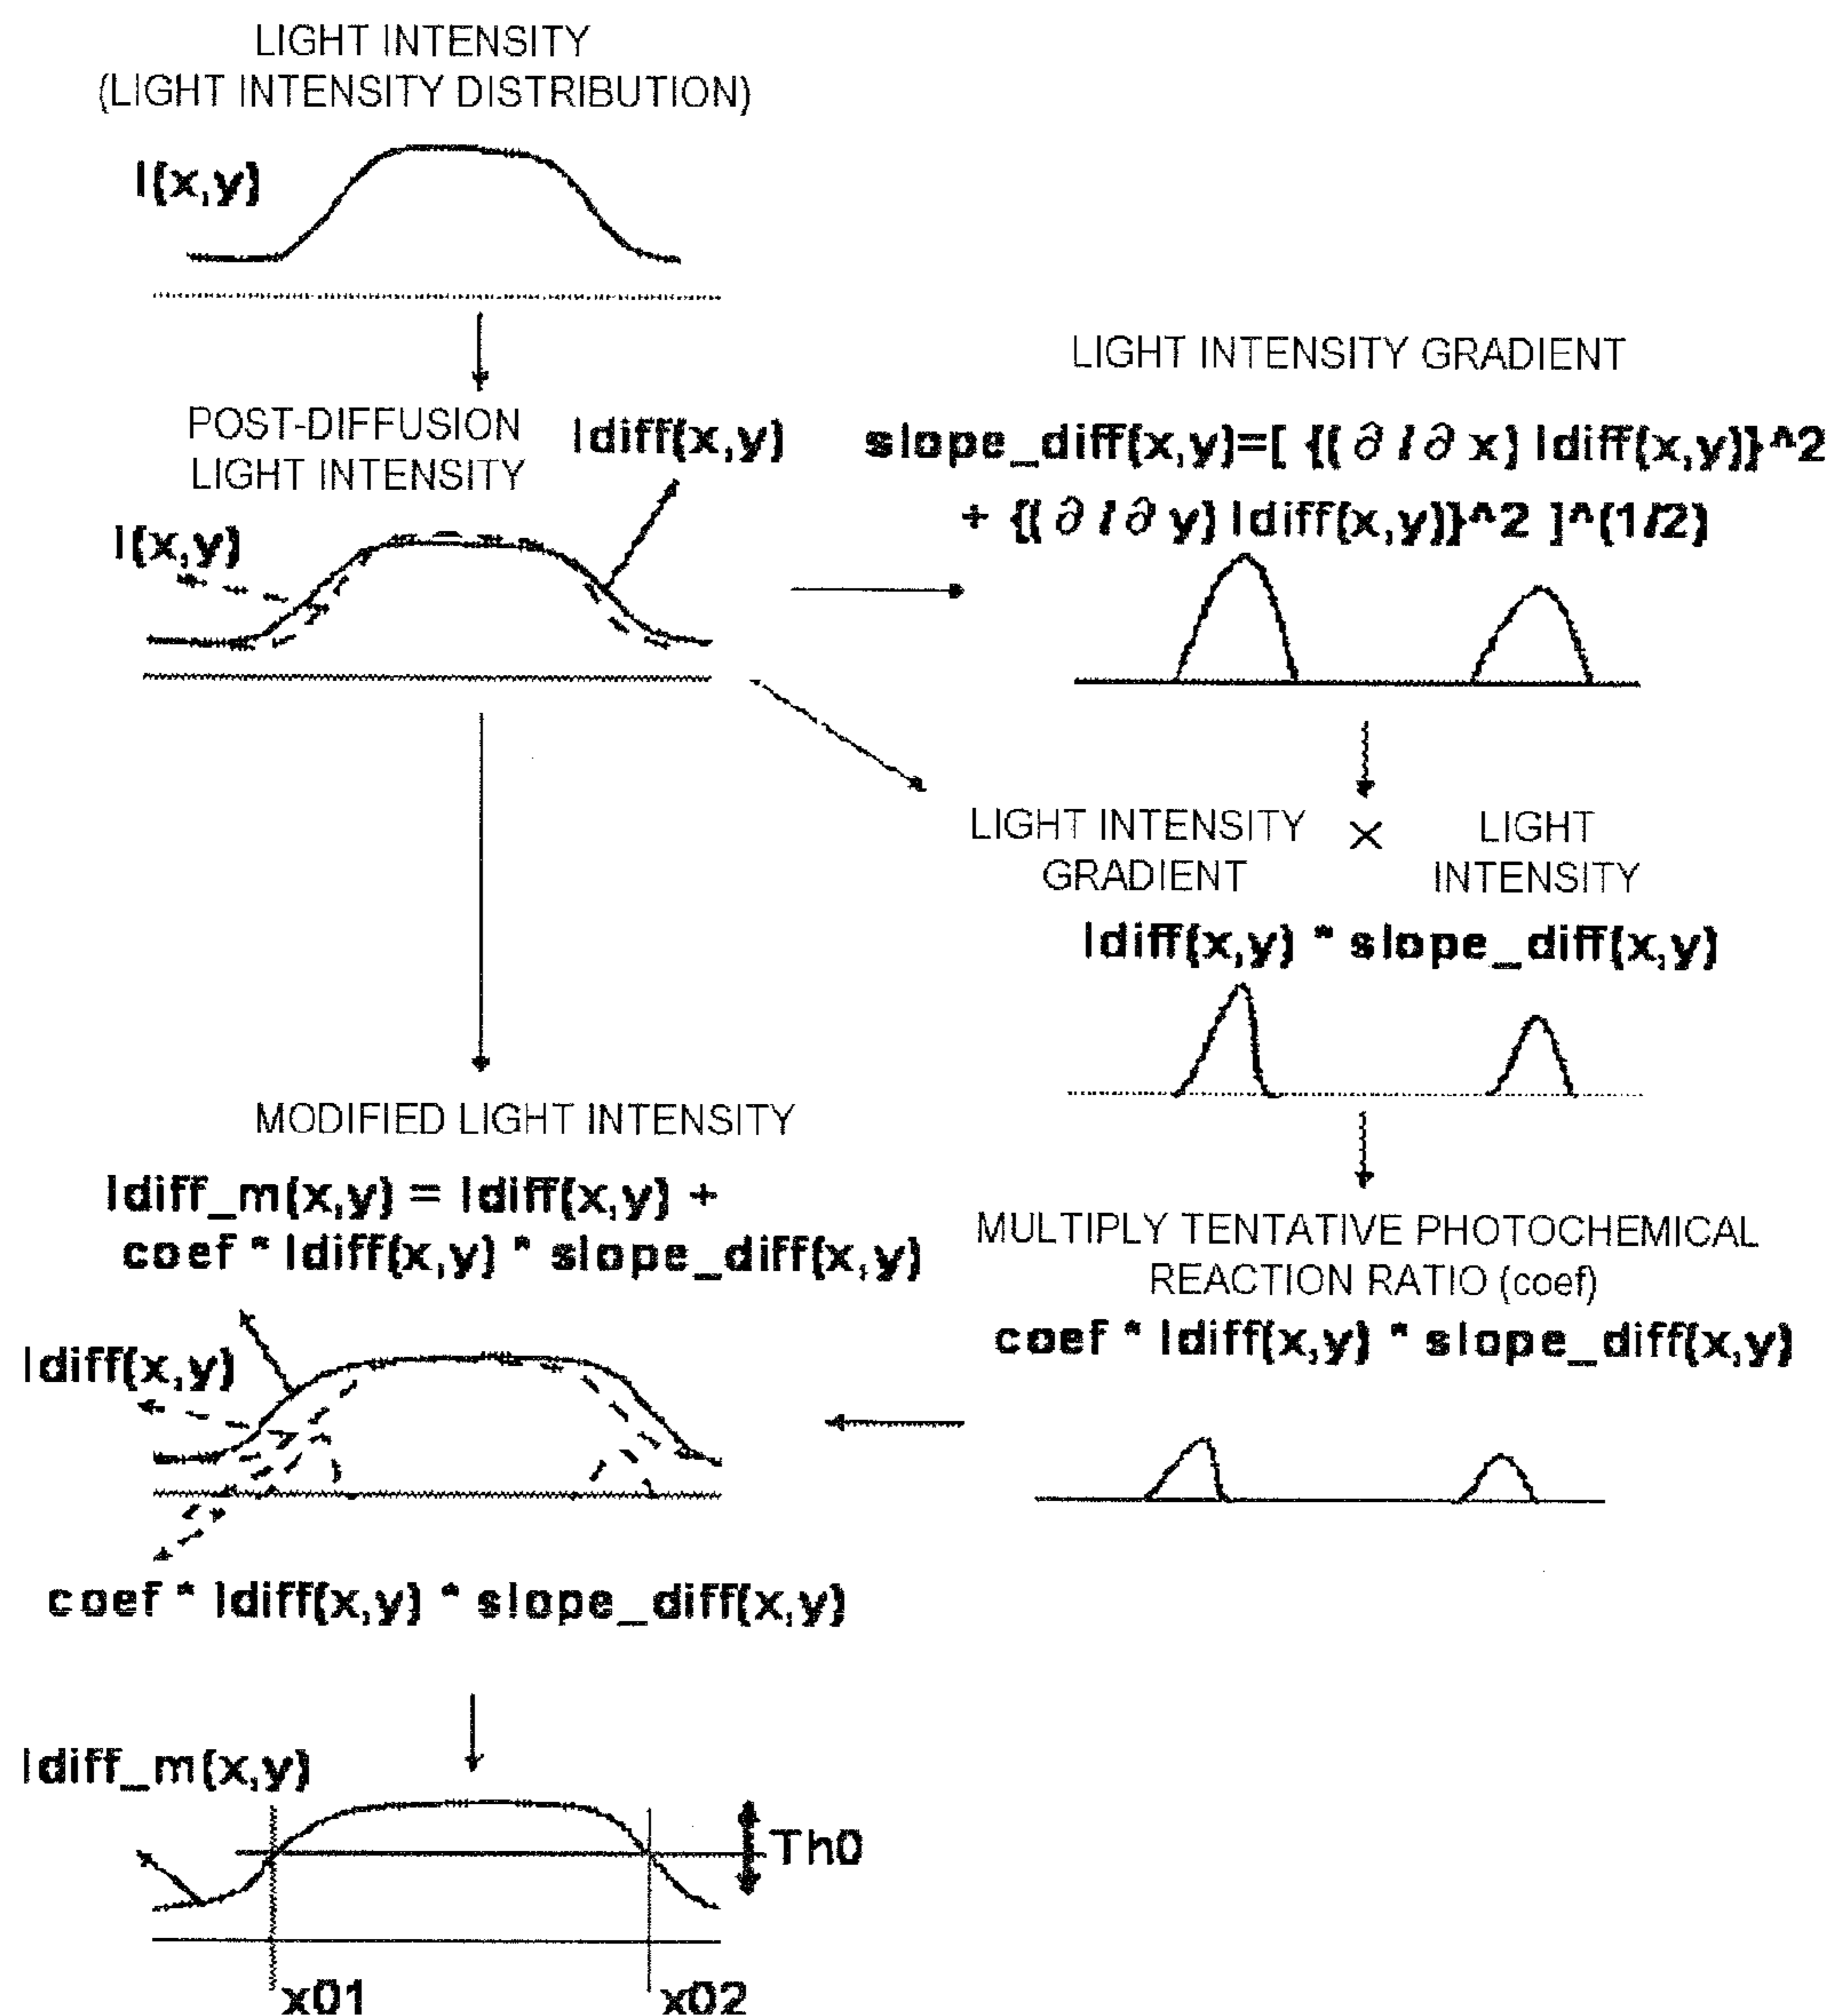 LIGHT INTENSITY
(LIGHT INTENSITY DISTRIBUTION)
I(x,y)
POST-DIFFUSION
LIGHT INTENSITY
Idiff(x,y)
I(x,y)
LIGHT INTENSITY GRADIENT
slope_diff(x,y)=[ {(∂/∂x) Idiff(x,y)}^2
+ {(∂/∂y) Idiff(x,y)}^2 ]^(1/2)
LIGHT INTENSITY
GRADIENT
×
LIGHT
INTENSITY
Idiff(x,y) * slope_diff(x,y)
MODIFIED LIGHT INTENSITY
Idiff_m(x,y) = Idiff(x,y) +
coef * Idiff(x,y) * slope_diff(x,y)
MULTIPLY TENTATIVE PHOTOCHEMICAL
REACTION RATIO (coef)
coef * Idiff(x,y) * slope_diff(x,y)
Idiff(x,y)
coef * Idiff(x,y) * slope_diff(x,y)
Idiff_m(x,y)
Th0
x01
x02